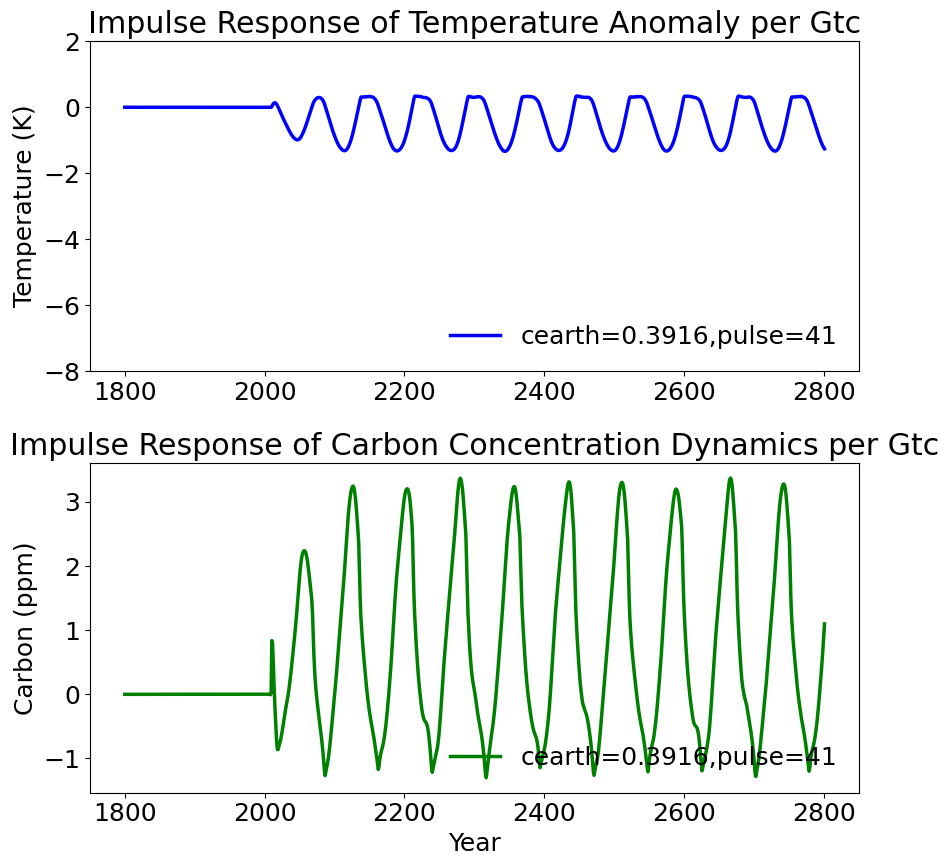 Impulse Response of Temperature Anomaly per Gtc
2
0
−2
−4
−6
−8
Temperature (K)
cearth=0.3916,pulse=41
1800 2000 2200 2400 2600 2800
Impulse Response of Carbon Concentration Dynamics per Gtc
3
2
1
0
−1
Carbon (ppm)
cearth=0.3916,pulse=41
1800 2000 2200 2400 2600 2800
Year